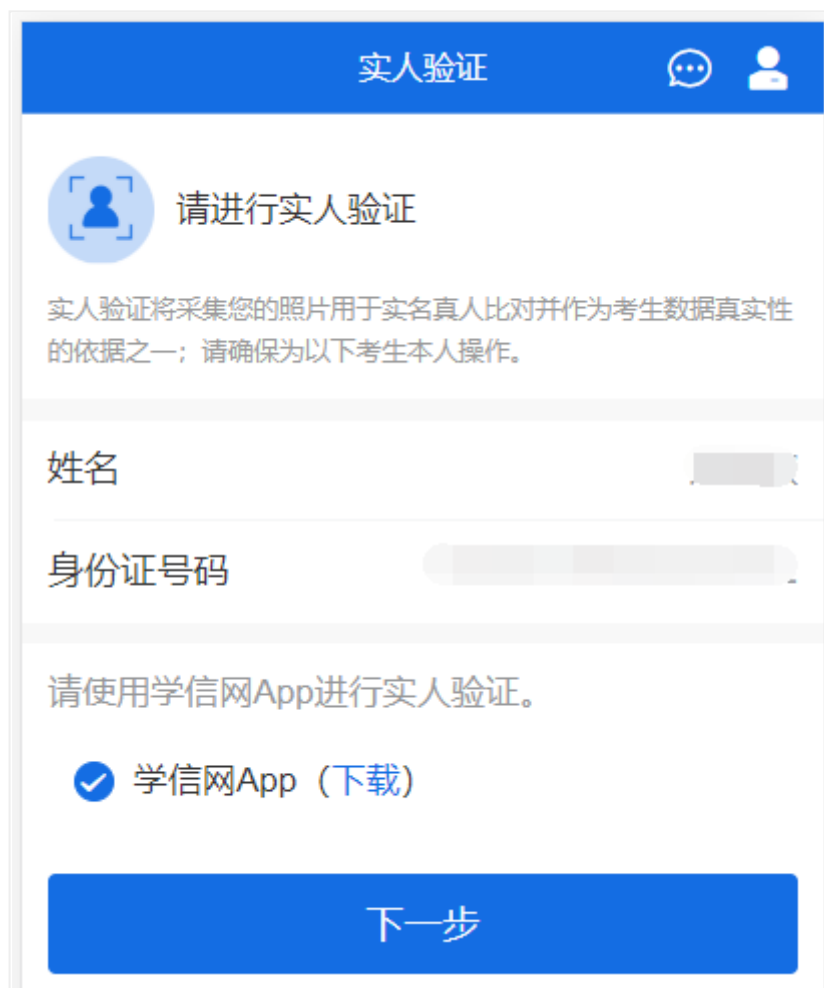 实人验证
请进行实人验证
实人验证将采集您的照片用于实名真人比对并作为考生数据真实性
的依据之一；请确保为以下考生本人操作。
姓名
身份证号码
请使用学信网App进行实人验证。
学信网App（下载）
下一步